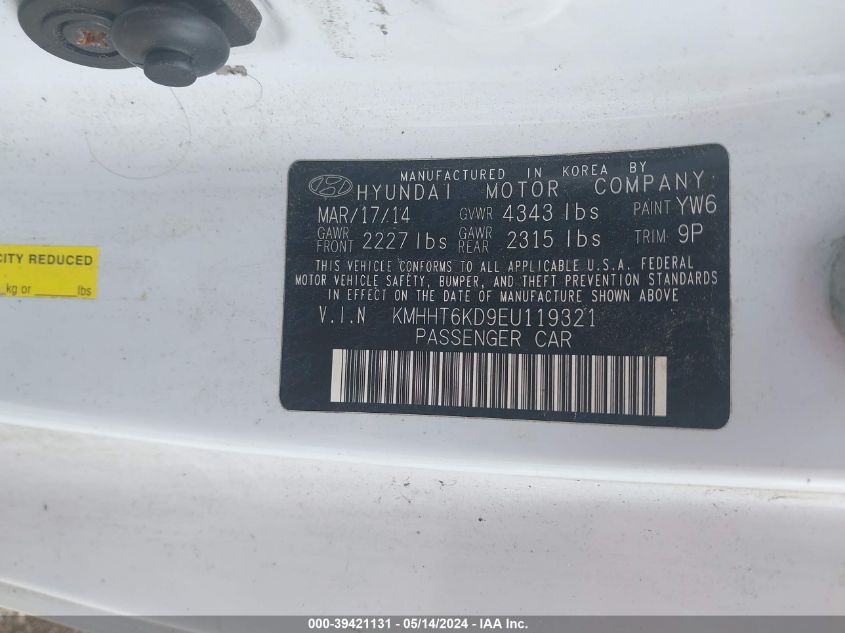 MANUFACTURED IN KOREA BY
HYUNDAI MOTOR COMPANY
MAR/17/14 GVWR 4343 lbs PAINT YW6
GAWR FRONT 2227 lbs GAWR REAR 2315 lbs TRIM 9P
THIS VEHICLE CONFORMS TO ALL APPLICABLE U.S.A. FEDERAL
MOTOR VEHICLE SAFETY, BUMPER, AND THEFT PREVENTION STANDARDS
IN EFFECT ON THE DATE OF MANUFACTURE SHOWN ABOVE
V.I.N KMHHT6KD9EU119321
PASSENGER CAR
CITY REDUCED
kg or lbs
000-39421131 - 05/14/2024 - IAA Inc.